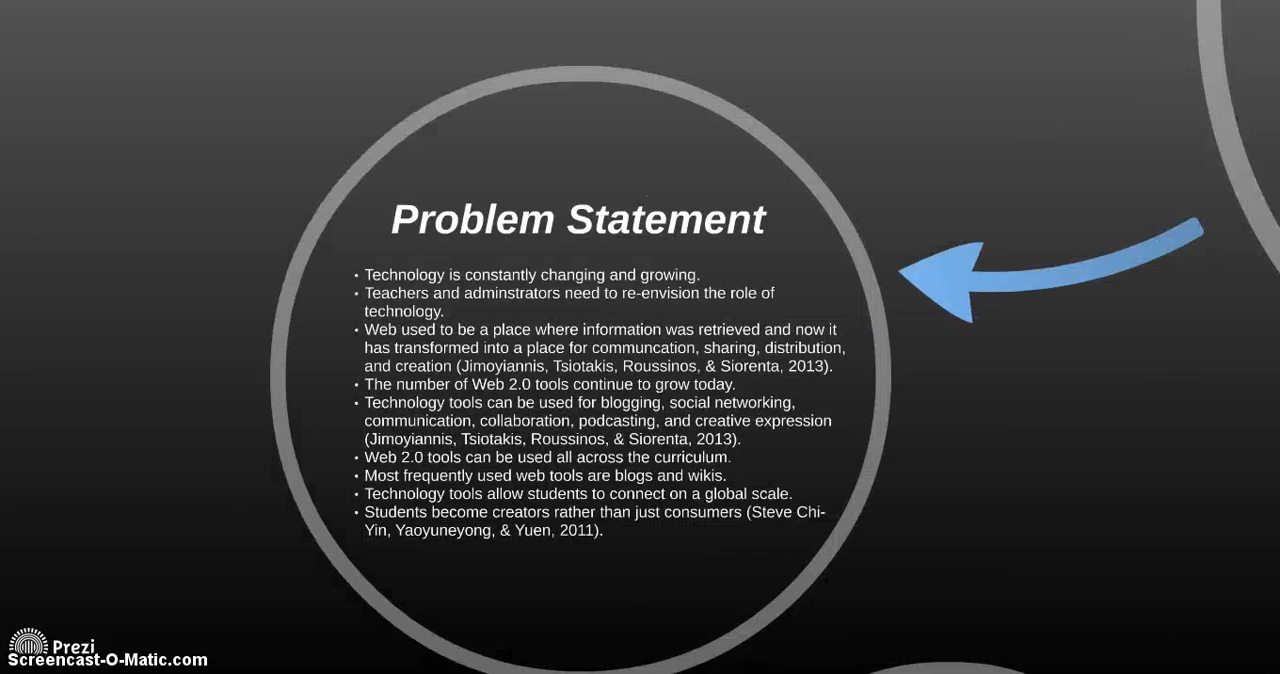 Problem Statement
• Technology is constantly changing and growing.
• Teachers and adminstrators need to re-envision the role of
technology.
• Web used to be a place where information was retrieved and now it
has transformed into a place for communcation, sharing, distribution,
and creation (Jimoyiannis, Tsiotakis, Roussinos, & Siorenta, 2013).
• The number of Web 2.0 tools continue to grow today.
• Technology tools can be used for blogging, social networking,
communication, collaboration, podcasting, and creative expression
(Jimoyiannis, Tsiotakis, Roussinos, & Siorenta, 2013).
• Web 2.0 tools can be used all across the curriculum.
• Most frequently used web tools are blogs and wikis.
• Technology tools allow students to connect on a global scale.
• Students become creators rather than just consumers (Steve Chi-
Yin, Yaoyuneyong, & Yuen, 2011).
Prezi
Screencast-O-Matic.com